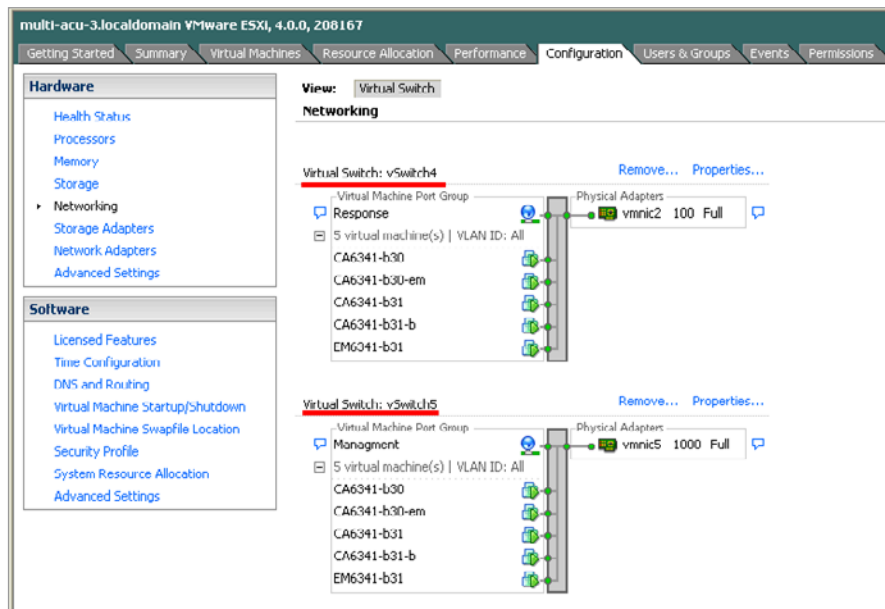 multi-acu-3.localdomain VMware ESXi, 4.0.0, 208167
Getting Started Summary Virtual Machines Resource Allocation Performance Configuration Users & Groups Events Permissions
Hardware
Health Status
Processors
Memory
Storage
Networking
Storage Adapters
Network Adapters
Advanced Settings
Software
Licensed Features
Time Configuration
DNS and Routing
Virtual Machine Startup/Shutdown
Virtual Machine Swapfile Location
Security Profile
System Resource Allocation
Advanced Settings
View: Virtual Switch
Networking
Virtual Switch: vSwitch4 Remove... Properties...
Virtual Machine Port Group Physical Adapters
Response vmnic2 100 Full
5 virtual machine(s) | VLAN ID: All
CA6341-b30
CA6341-b30-em
CA6341-b31
CA6341-b31-b
EM6341-b31
Virtual Switch: vSwitch5 Remove... Properties...
Virtual Machine Port Group Physical Adapters
Managment vmnic5 1000 Full
5 virtual machine(s) | VLAN ID: All
CA6341-b30
CA6341-b30-em
CA6341-b31
CA6341-b31-b
EM6341-b31